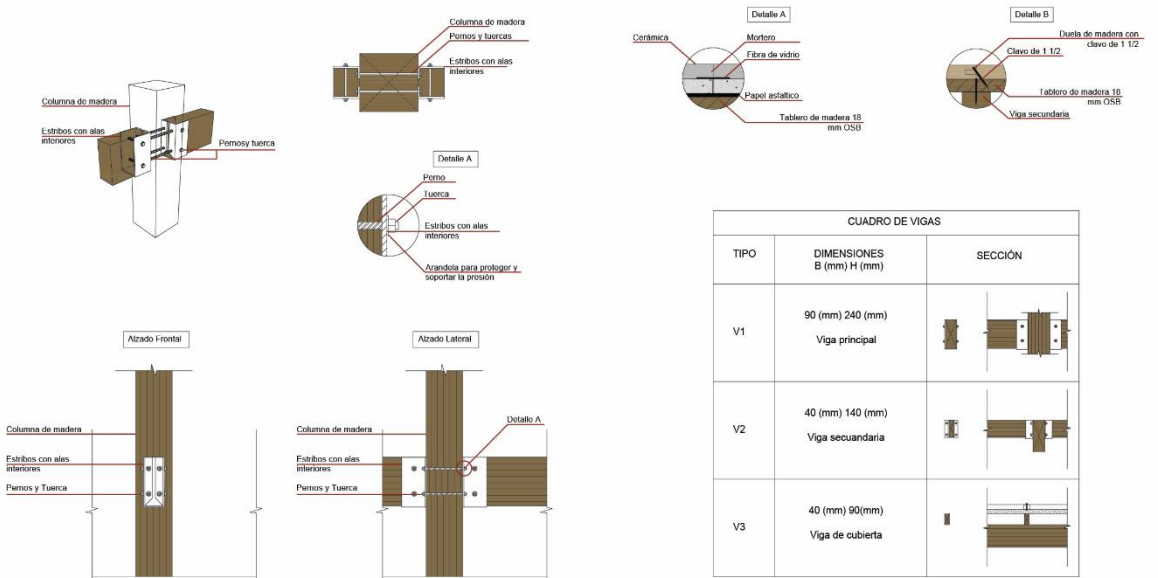 Columna de madera
Estribos con alas
interiores
Pernosy tuerca
Columna de madera
Pernos y tuercas
Estribos con alas
interiores
Detalle A
Perno
Tuerca
Estribos con alas
interiores
Arandela para proteger y
soportar la presión
Alzado Frontal
Columna de madera
Estribos con alas
interiores
Pernos y Tuerca
Alzado Lateral
Columna de madera
Detalle A
Estribos con alas
interiores
Pernos y Tuerca
Detalle A
Cerámica
Mortero
Fibra de vidrio
Papel asfaltico
Tablero de madera 18
mm OSB
Detalle B
Duela de madera con
clavo de 1 1/2
Clavo de 1 1/2
Tablero de madera 18
mm OSB
Viga secundaria
CUADRO DE VIGAS
TIPO
DIMENSIONES
B (mm) H (mm)
SECCIÓN
V1
90 (mm) 240 (mm)
Viga principal
V2
40 (mm) 140 (mm)
Viga secuandaria
V3
40 (mm) 90(mm)
Viga de cubierta